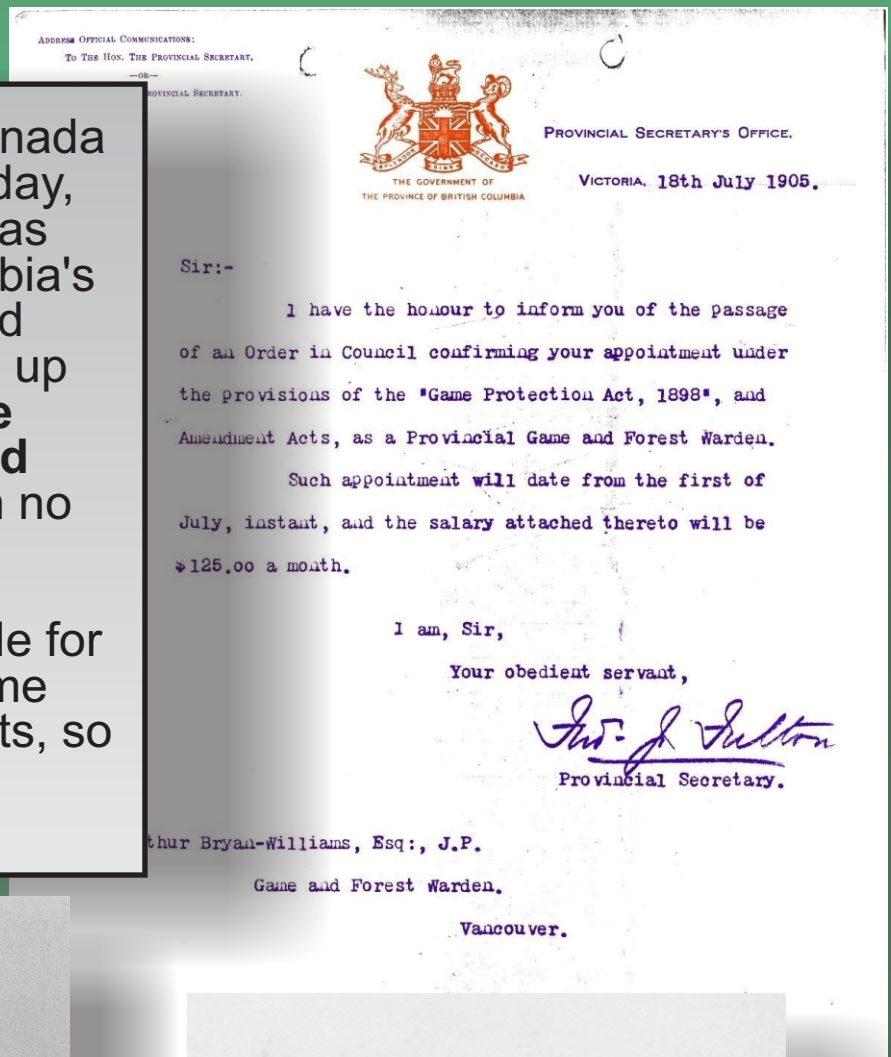 ADDRESS OFFICIAL COMMUNICATIONS:
TO THE HON. THE PROVINCIAL SECRETARY,
—OR—
PROVINCIAL SECRETARY.
THE GOVERNMENT OF
THE PROVINCE OF BRITISH COLUMBIA
PROVINCIAL SECRETARY'S OFFICE,
VICTORIA, 18th July 1905.
Sir:-
I have the honour to inform you of the passage
of an Order in Council confirming your appointment under
the provisions of the "Game Protection Act, 1898", and
Amendment Acts, as a Provincial Game and Forest Warden.
Such appointment will date from the first of
July, instant, and the salary attached thereto will be
$125.00 a month.
I am, Sir,
Your obedient servant,
Provincial Secretary.
thur Bryan-Williams, Esq:, J.P.
Game and Forest Warden.
Vancouver.
nada
day,
as
bia's
d
up
e
d
n no
le for
me
ts, so